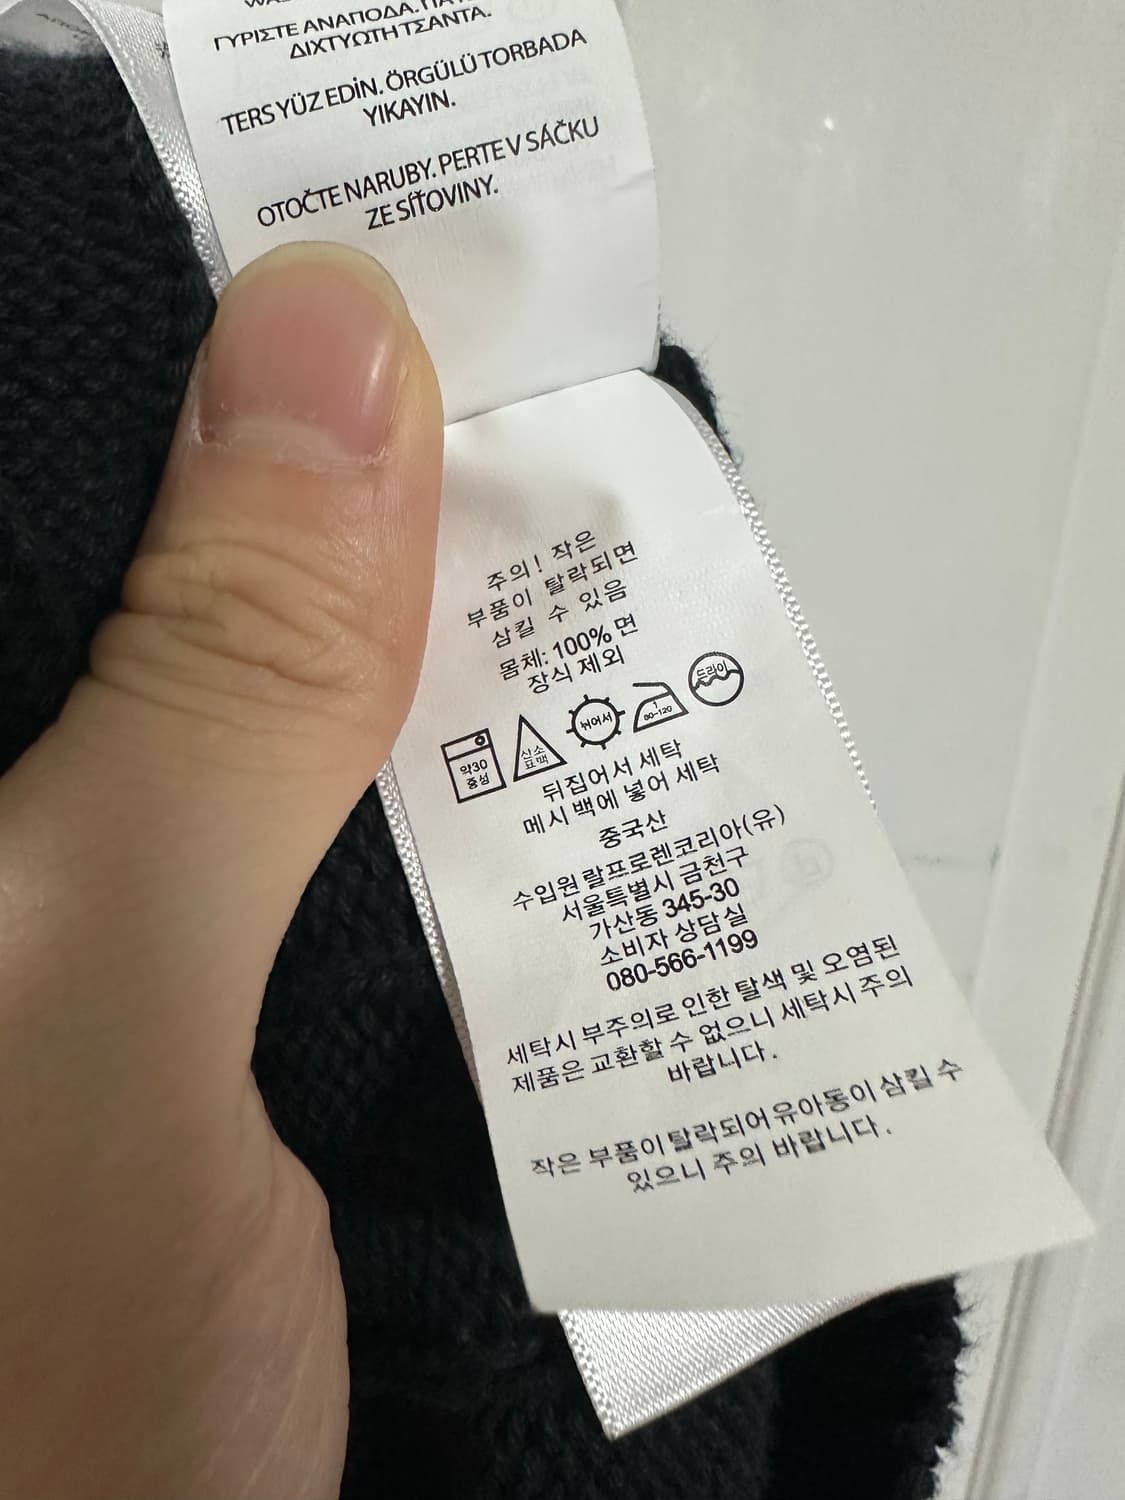 ΓΥΡΙΣΤΕ ΑΝΑΠΟΔΑ.
ΔΙΧΤΥΩΤΗ ΤΣΑΝΤΑ.
TERS YÜZ EDİN. ÖRGÜLÜ TORBADA
YIKAYIN.
OTOČTE NARUBY. PERTE V SÁČKU
ZE SÍŤOVINY.
주의! 작은
부품이 탈락되면
삼킬 수 있음
몸체: 100% 면
장식 제외
약30
중성
산소
표백
뉘어서
1
80-120
드라이
뒤집어서 세탁
메시 백에 넣어 세탁
중국산
수입원 랄프로렌코리아(유)
서울특별시 금천구
가산동 345-30
소비자 상담실
080-566-1199
세탁시 부주의로 인한 탈색 및 오염된
제품은 교환할 수 없으니 세탁시 주의
바랍니다.
작은 부품이 탈락되어 유아동이 삼킬 수
있으니 주의 바랍니다.